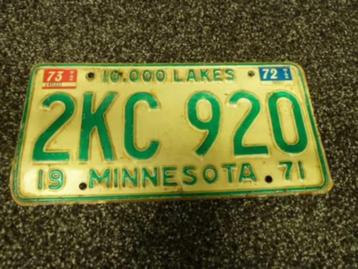 73 10,000 LAKES 72
2KC 920
19 MINNESOTA 71